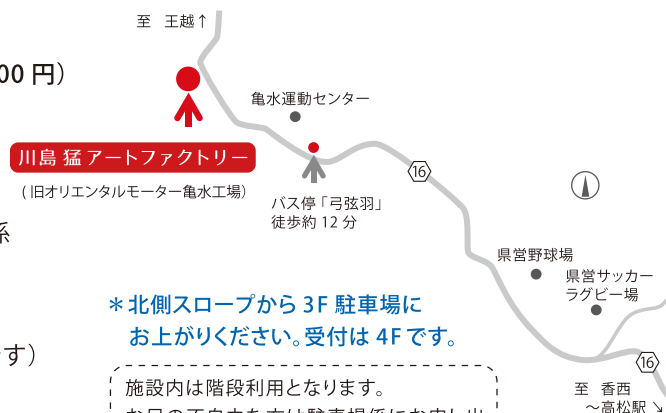 至 王越↑
00 円）
亀水運動センター
川島 猛 アートファクトリー
（旧オリエンタルモーター亀水工場）
16
バス停「弓弦羽」
徒歩約 12 分
係
県営野球場
県営サッカー
ラグビー場
＊北側スロープから 3F 駐車場に
お上がりください。受付は 4F です。
す）
16
施設内は階段利用となります。
至 香西
～高松駅↘